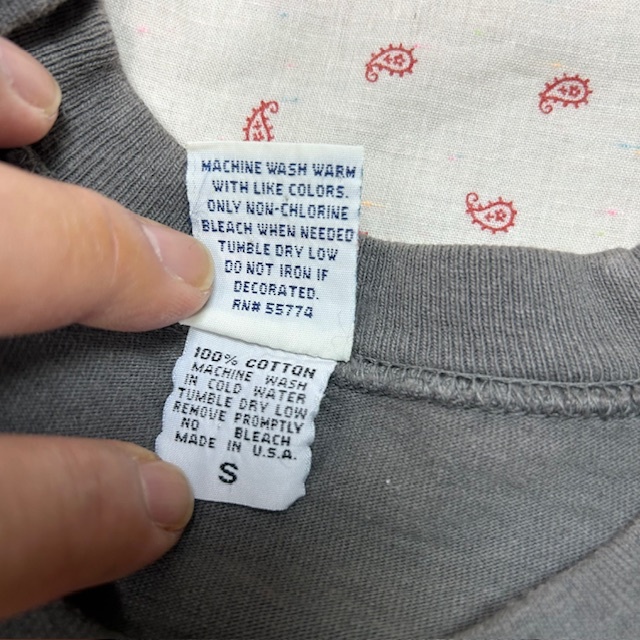 MACHINE WASH WARM
WITH LIKE COLORS.
ONLY NON-CHLORINE
BLEACH WHEN NEEDED
TUMBLE DRY LOW
DO NOT IRON IF
DECORATED.
RN# 55774
100% COTTON
MACHINE WASH
IN COLD WATER
TUMBLE DRY LOW
REMOVE PROMPTLY
NO BLEACH
MADE IN U.S.A.
S